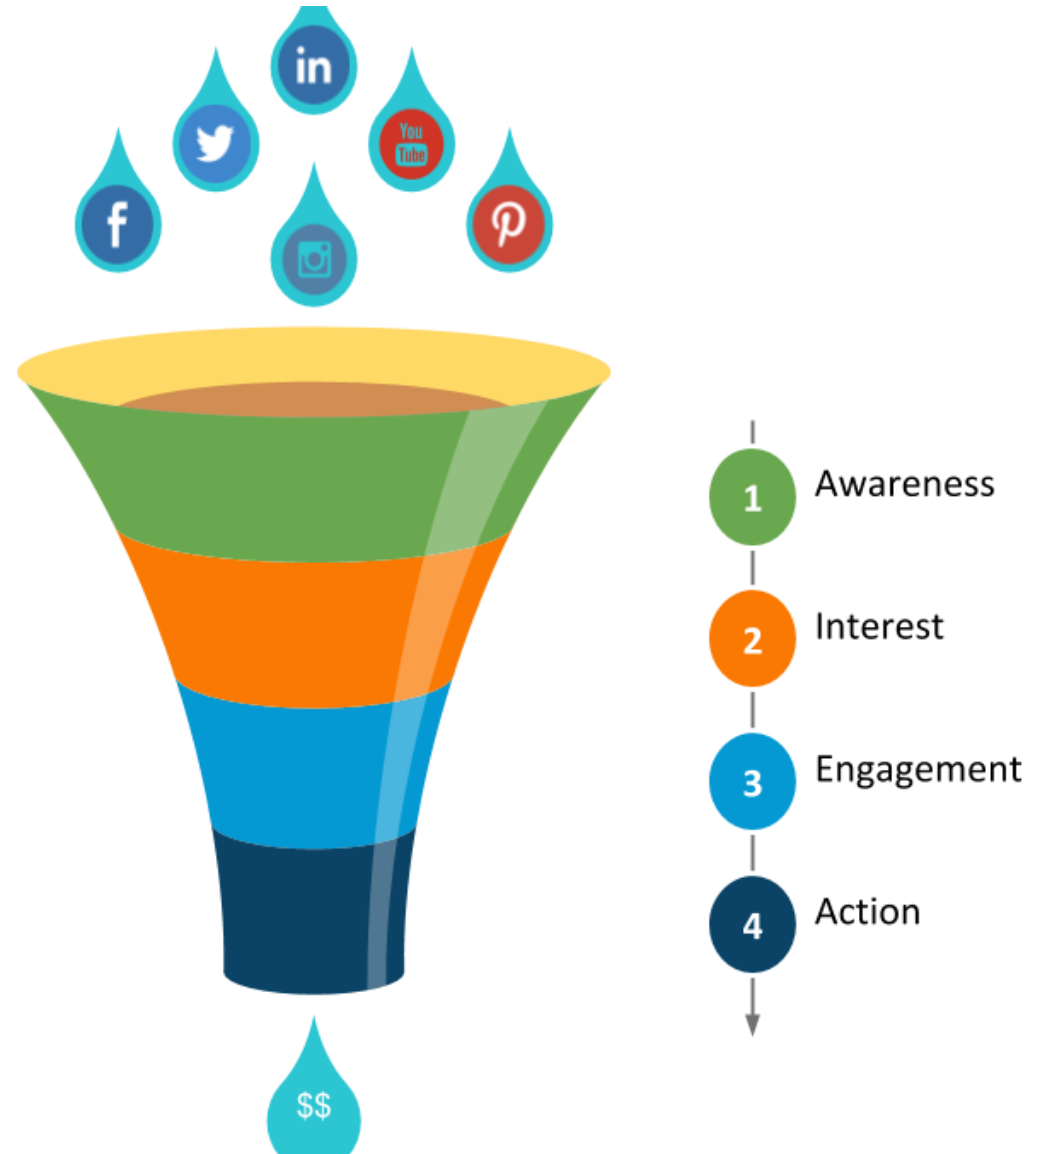 in
You
Tube
f
1
Awareness
2
Interest
3
Engagement
4
Action
$$